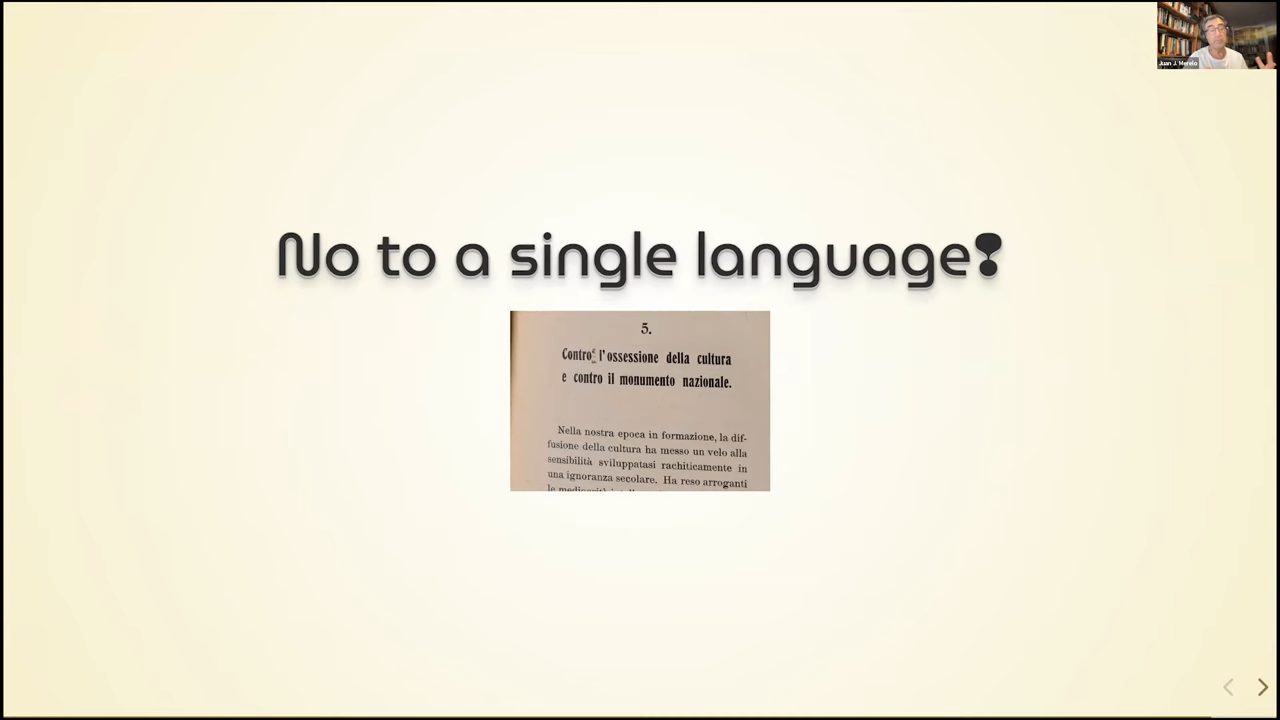 Juan J. Merelo
No to a single language❢
5.
Contro l'ossessione della cultura
e contro il monumento nazionale.
Nella nostra epoca in formazione, la dif-
fusione della cultura ha messo un velo alla
sensibilità sviluppatasi rachiticamente in
una ignoranza secolare. Ha reso arroganti
le